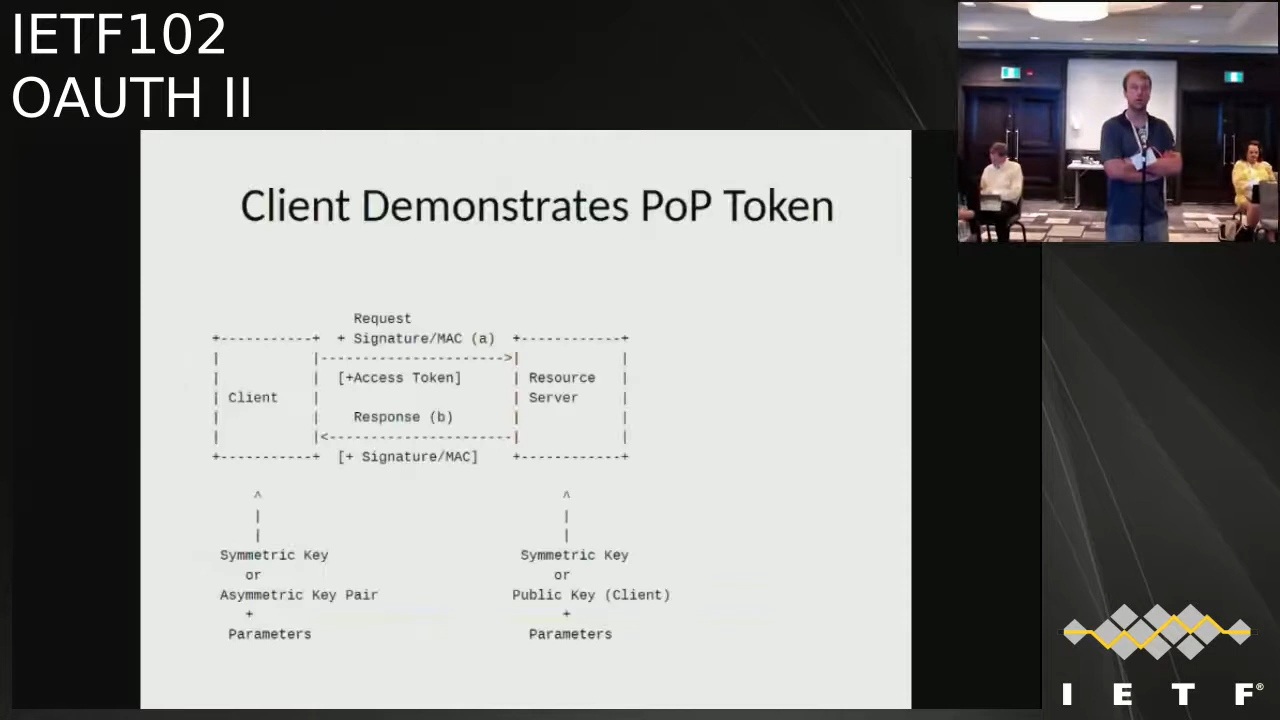 IETF102
OAUTH II
Client Demonstrates PoP Token
Request
+-----------+  + Signature/MAC (a)  +------------+
|           |----------------------->|            |
|           |  [+Access Token]      | Resource   |
| Client    |                       | Server     |
|           |    Response (b)       |            |
|           |<----------------------|            |
+-----------+  [+ Signature/MAC]    +------------+
^                                     ^
|                                     |
|                                     |
Symmetric Key                       Symmetric Key
or                                  or
Asymmetric Key Pair                Public Key (Client)
+                                    +
Parameters                          Parameters
I E T F®